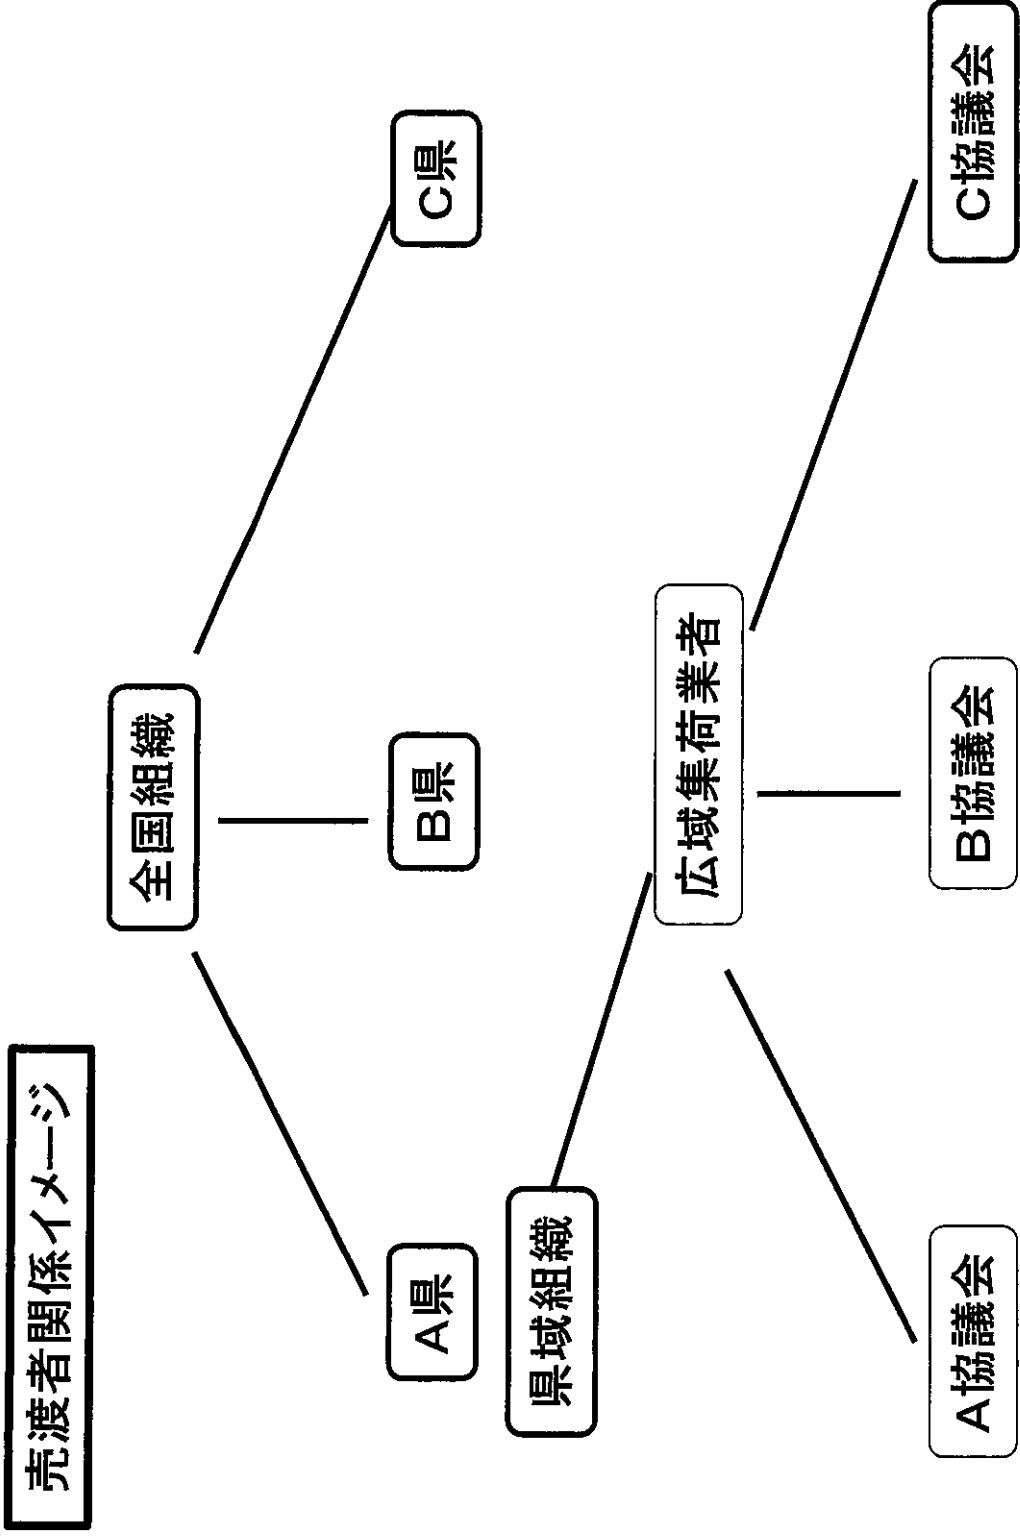 売渡者関係イメージ
全国組織
A県
B県
C県
県域組織
広域集荷業者
A協議会
B協議会
C協議会